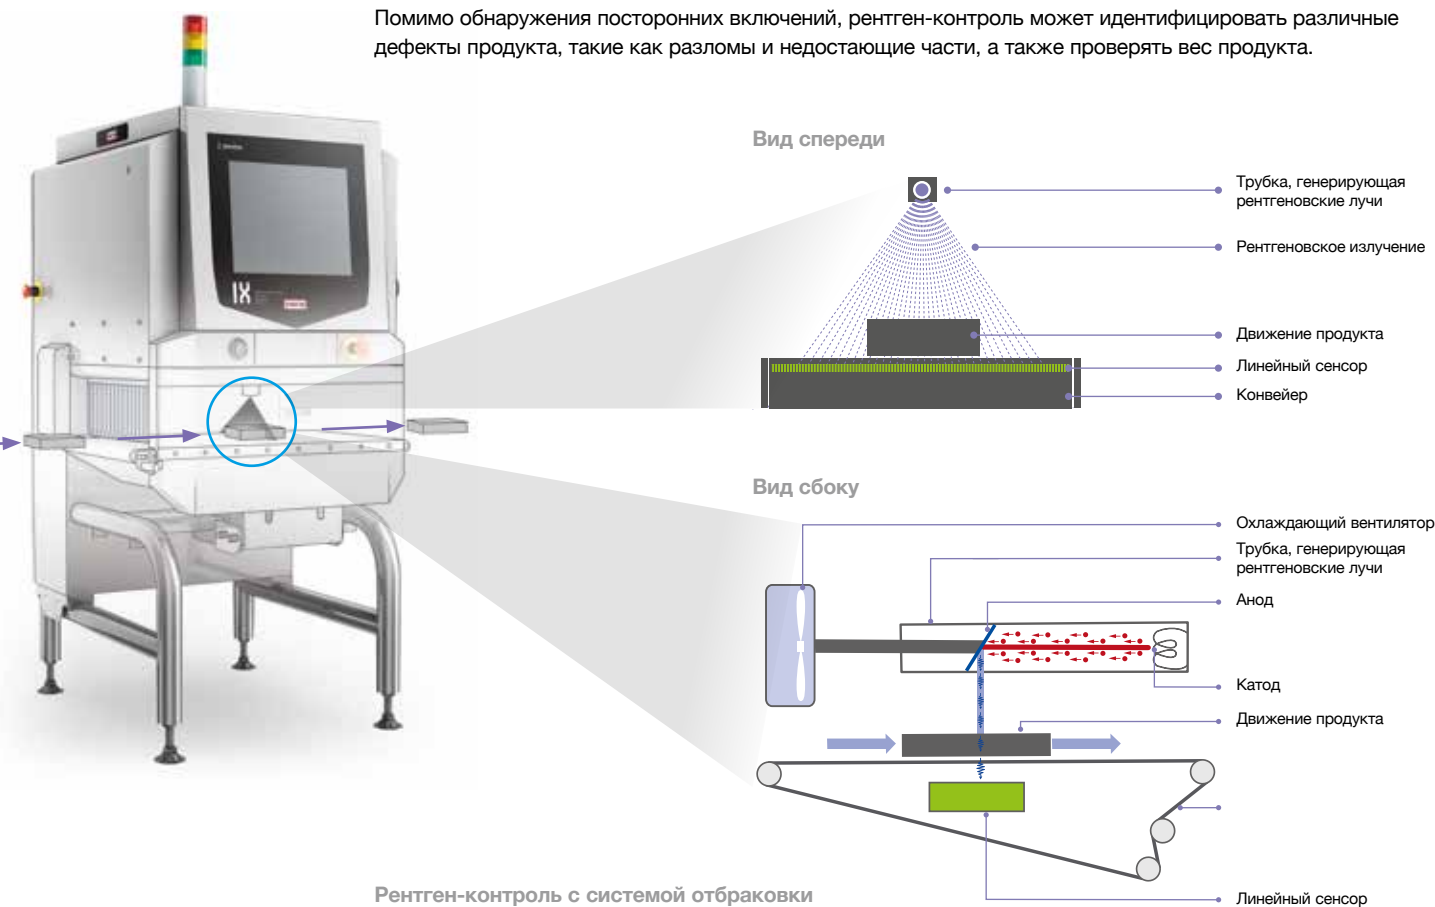 Помимо обнаружения посторонних включений, рентген-контроль может идентифицировать различные
дефекты продукта, такие как разломы и недостающие части, а также проверять вес продукта.
Вид спереди
Трубка, генерирующая
рентгеновские лучи
Рентгеновское излучение
Движение продукта
Линейный сенсор
Конвейер
IX
Вид сбоку
Охлаждающий вентилятор
Трубка, генерирующая
рентгеновские лучи
Анод
Катод
Движение продукта
Линейный сенсор
Рентген-контроль с системой отбраковки